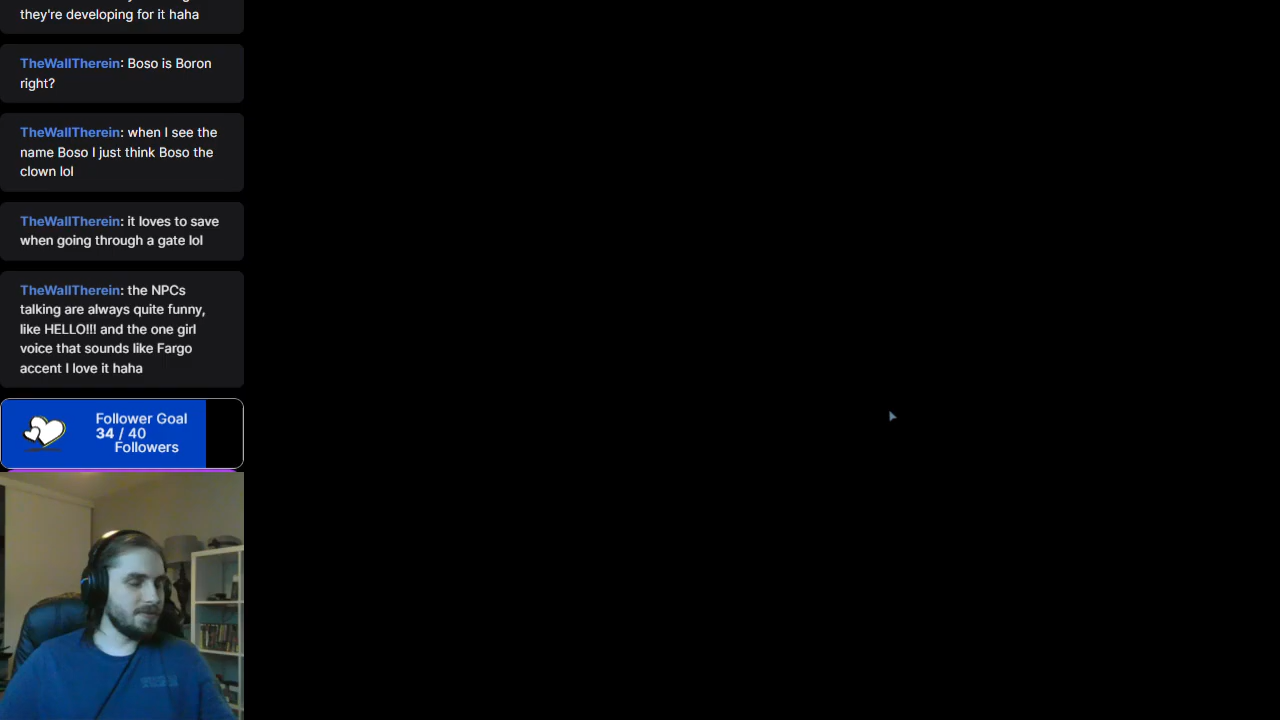 they're developing for it haha
TheWallTherein: Boso is Boron
right?
TheWallTherein: when I see the
name Boso I just think Boso the
clown lol
TheWallTherein: it loves to save
when going through a gate lol
TheWallTherein: the NPCs
talking are always quite funny,
like HELLO!!! and the one girl
voice that sounds like Fargo
accent I love it haha
Follower Goal
34 / 40
Followers